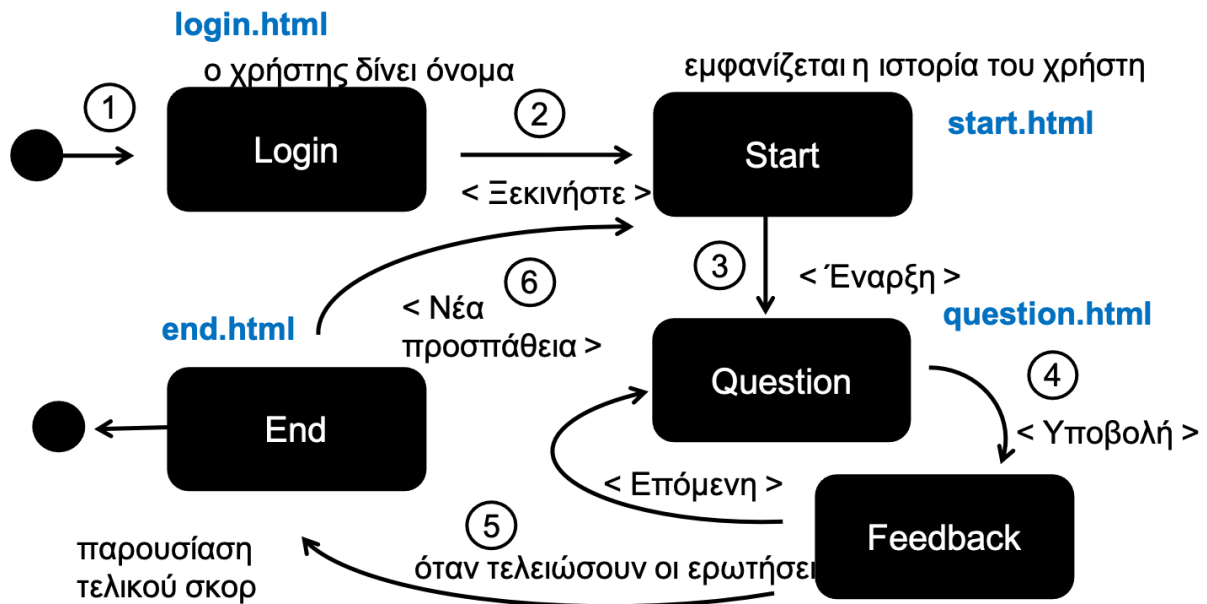 login.html
ο χρήστης δίνει όνομα
εμφανίζεται η ιστορία του χρήστη
1
Login
2
Start
start.html
< Ξεκινήστε >
3
< Έναρξη >
6
< Νέα
προσπάθεια >
end.html
question.html
Question
4
< Υποβολή >
End
< Επόμενη >
Feedback
5
όταν τελειώσουν οι ερωτήσει
παρουσίαση
τελικού σκορ